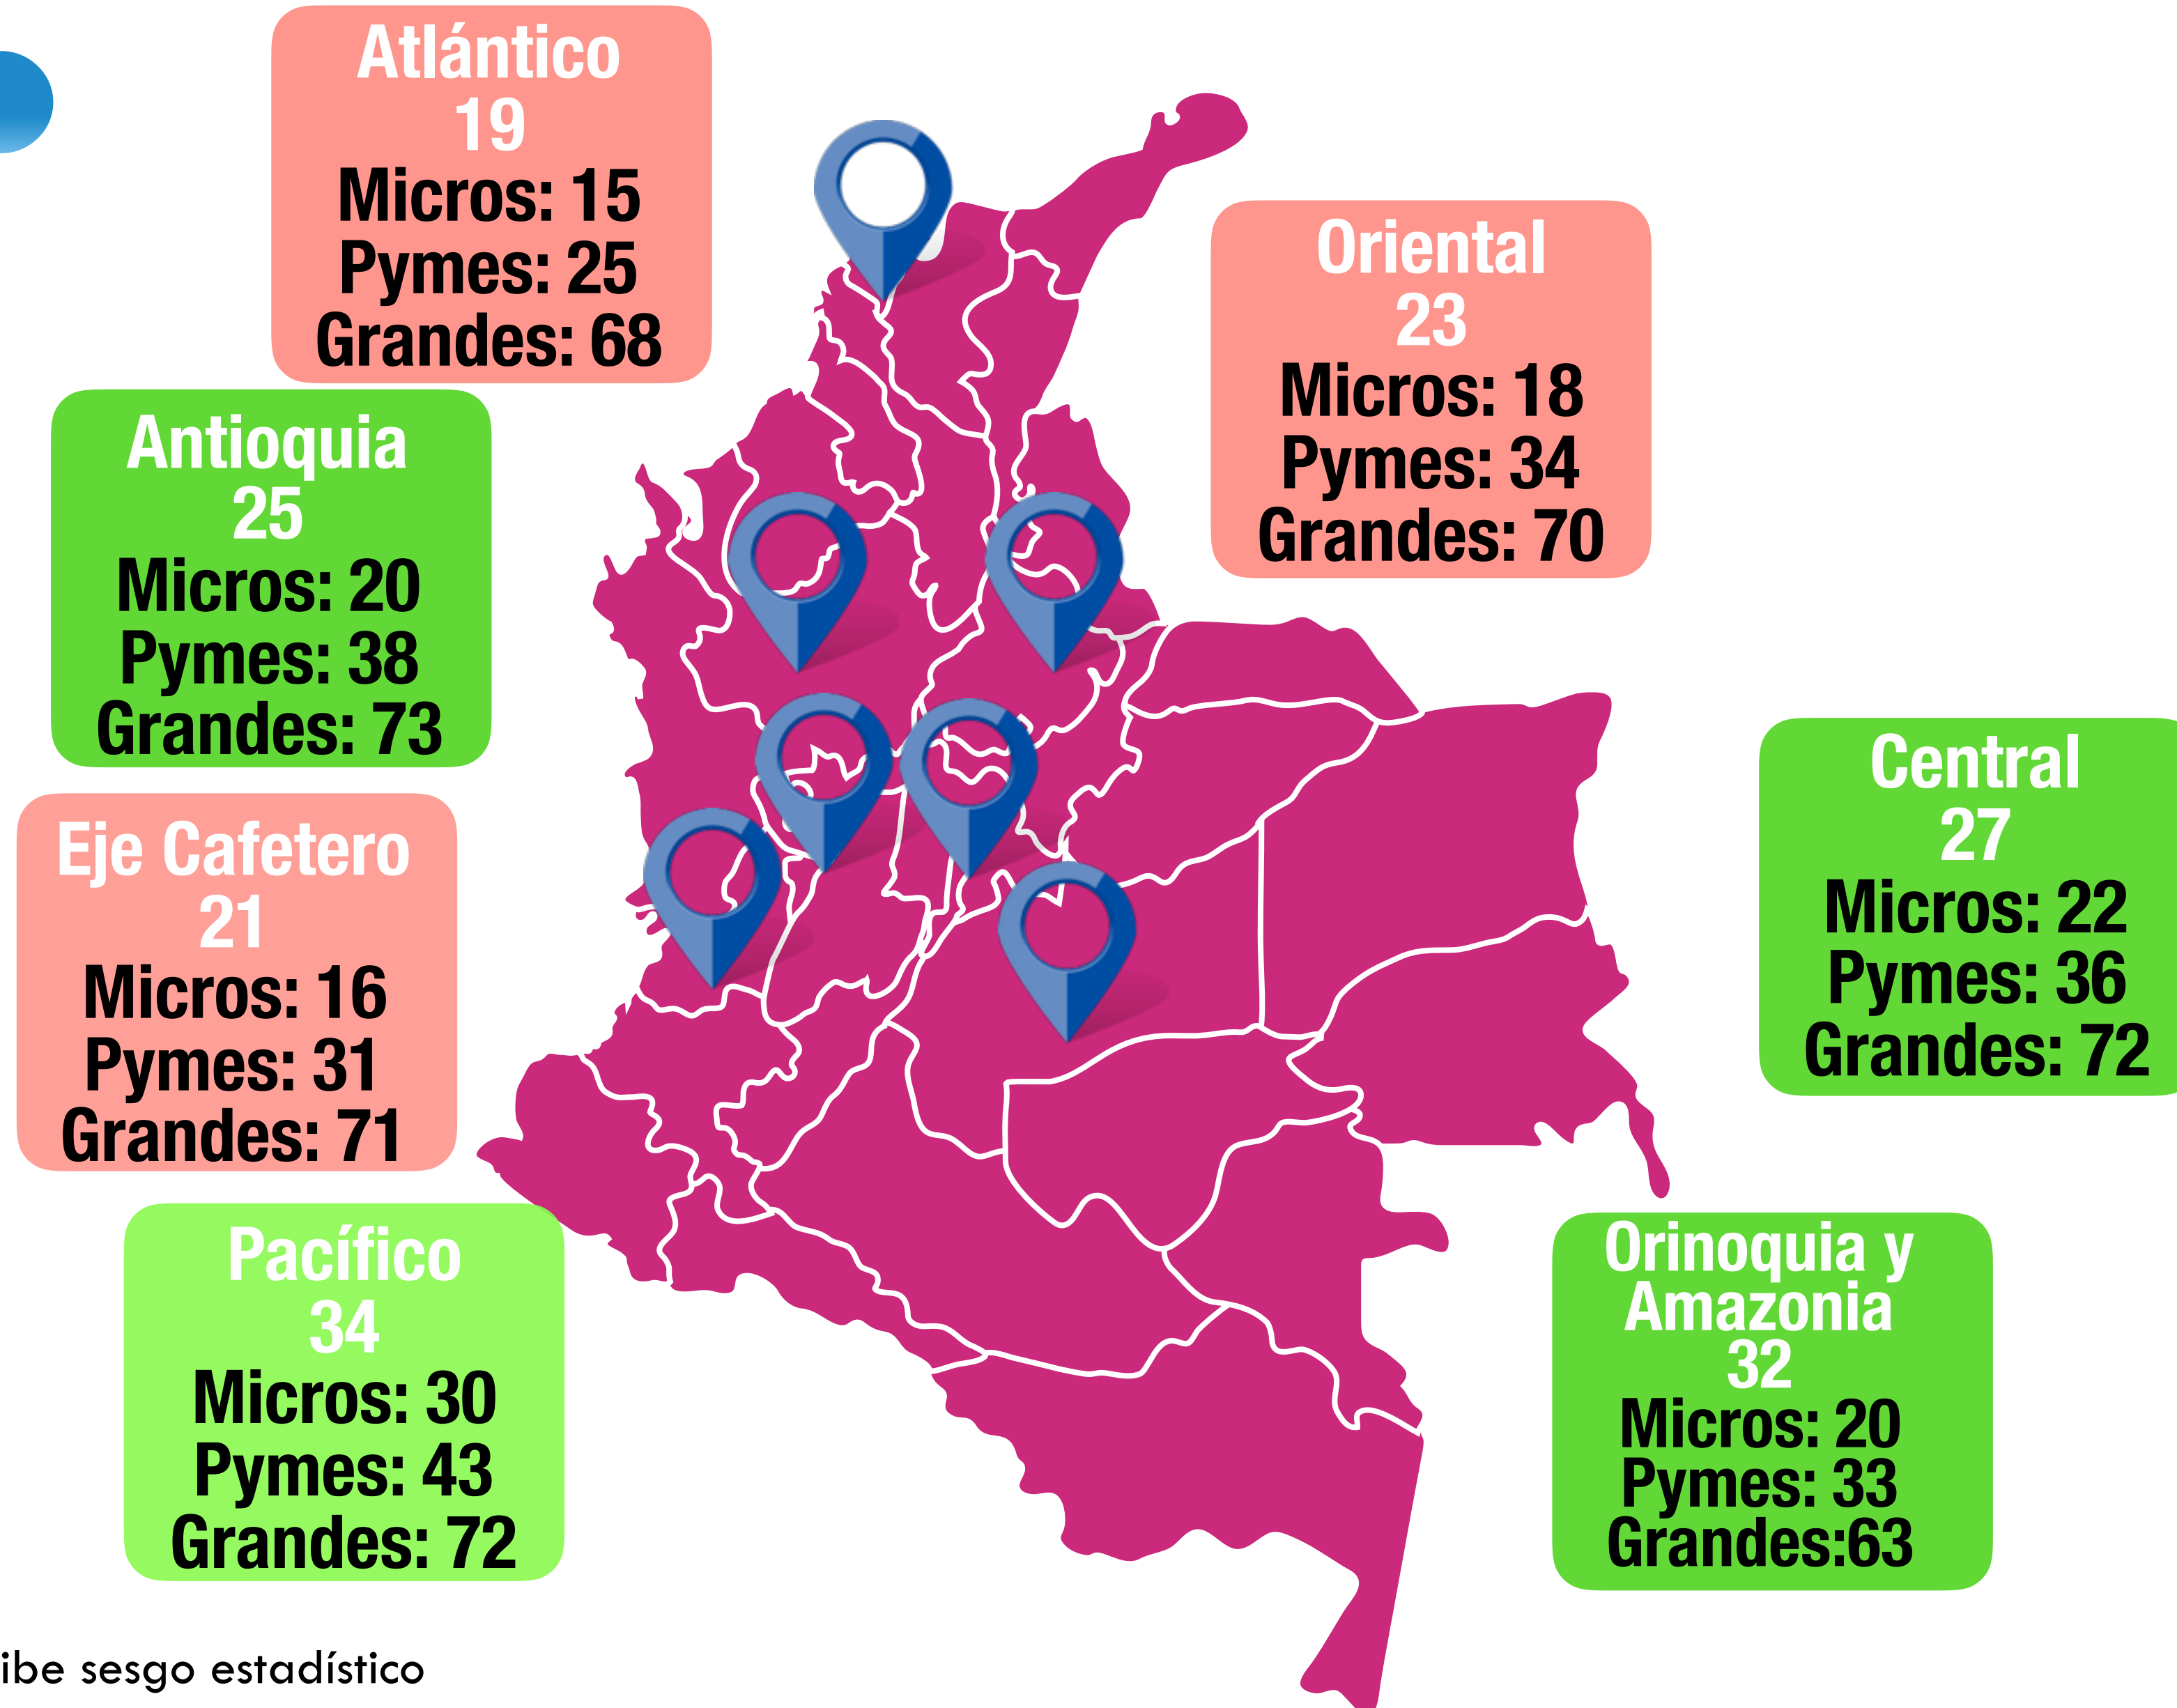 Atlántico
19
Micros: 15
Pymes: 25
Grandes: 68
Oriental
23
Micros: 18
Pymes: 34
Grandes: 70
Antioquia
25
Micros: 20
Pymes: 38
Grandes: 73
Central
27
Micros: 22
Pymes: 36
Grandes: 72
Eje Cafetero
21
Micros: 16
Pymes: 31
Grandes: 71
Pacífico
34
Micros: 30
Pymes: 43
Grandes: 72
Orinoquia y
Amazonia
32
Micros: 20
Pymes: 33
Grandes:63
ibe sesgo estadístico